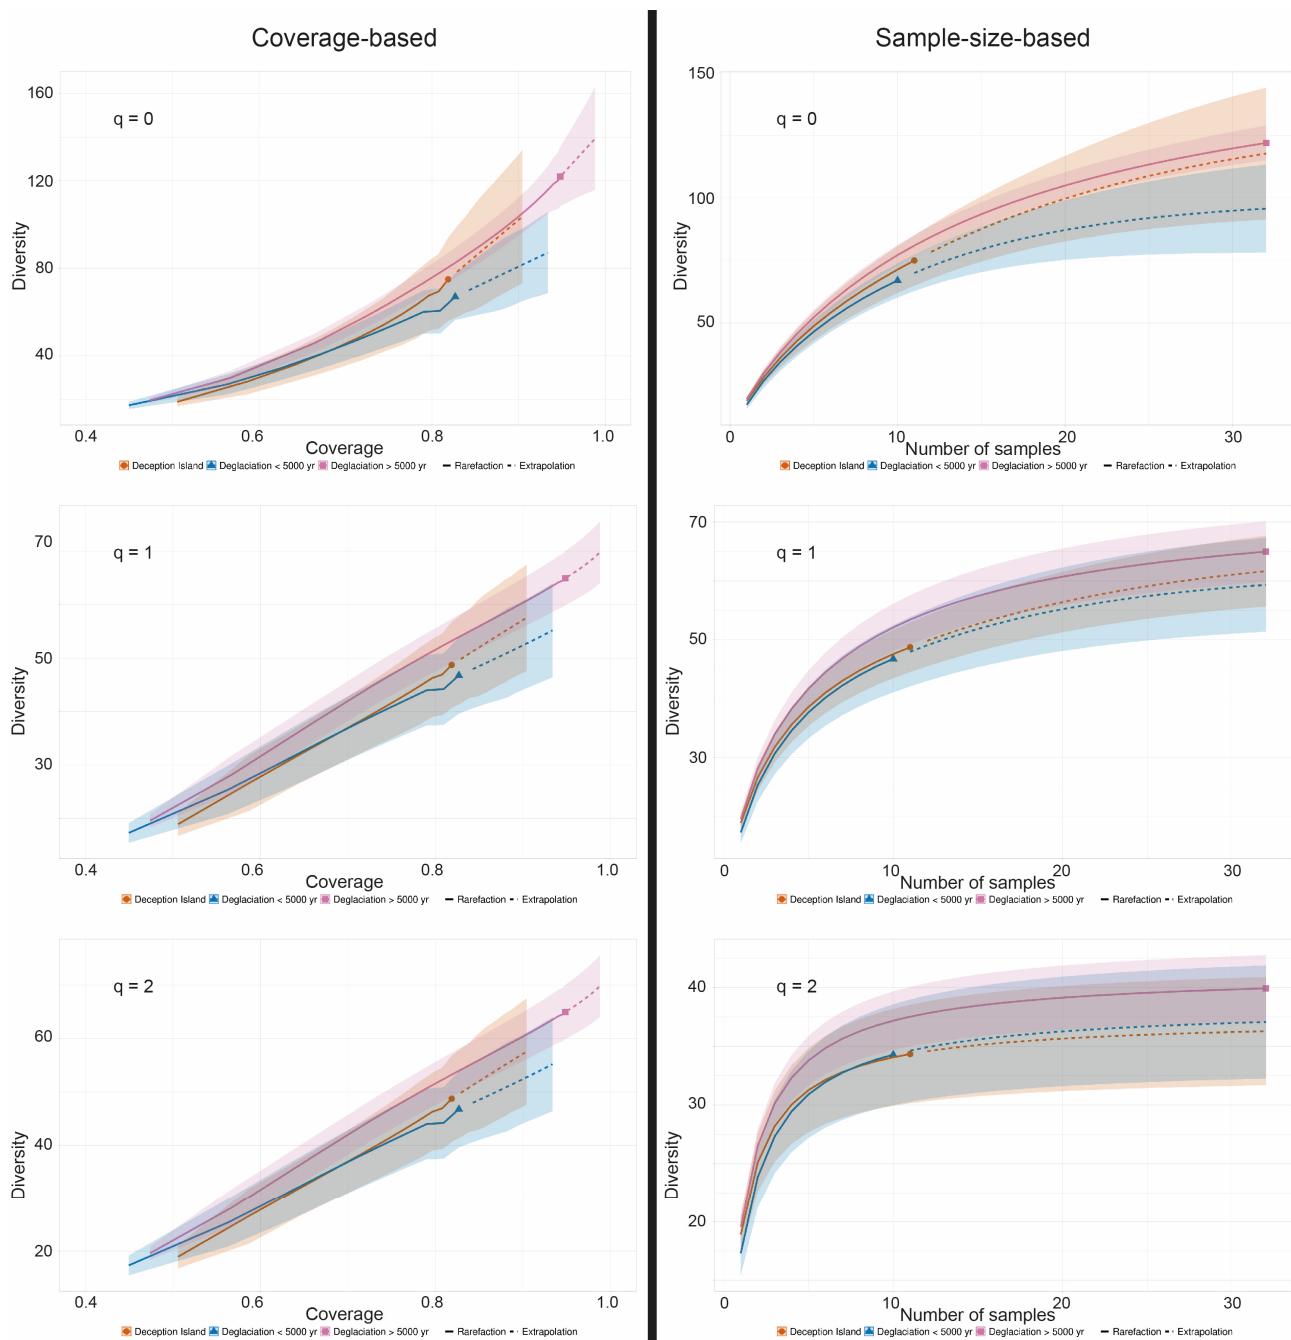 Coverage-based
Sample-size-based
160
120
80
40
Diversity
q = 0
0.4
0.6
0.8
1.0
Coverage
Deception Island Deglaciation < 5000 yr Deglaciation > 5000 yr Rarefaction Extrapolation
150
100
50
Diversity
q = 0
0
10
20
30
Number of samples
Deception Island Deglaciation < 5000 yr Deglaciation > 5000 yr Rarefaction Extrapolation
70
50
30
Diversity
q = 1
0.4
0.6
0.8
1.0
Coverage
Deception Island Deglaciation < 5000 yr Deglaciation > 5000 yr Rarefaction Extrapolation
70
50
30
Diversity
q = 1
0
10
20
30
Number of samples
Deception Island Deglaciation < 5000 yr Deglaciation > 5000 yr Rarefaction Extrapolation
60
40
20
Diversity
q = 2
0.4
0.6
0.8
1.0
Coverage
Deception Island Deglaciation < 5000 yr Deglaciation > 5000 yr Rarefaction Extrapolation
40
30
20
Diversity
q = 2
0
10
20
30
Number of samples
Deception Island Deglaciation < 5000 yr Deglaciation > 5000 yr Rarefaction Extrapolation